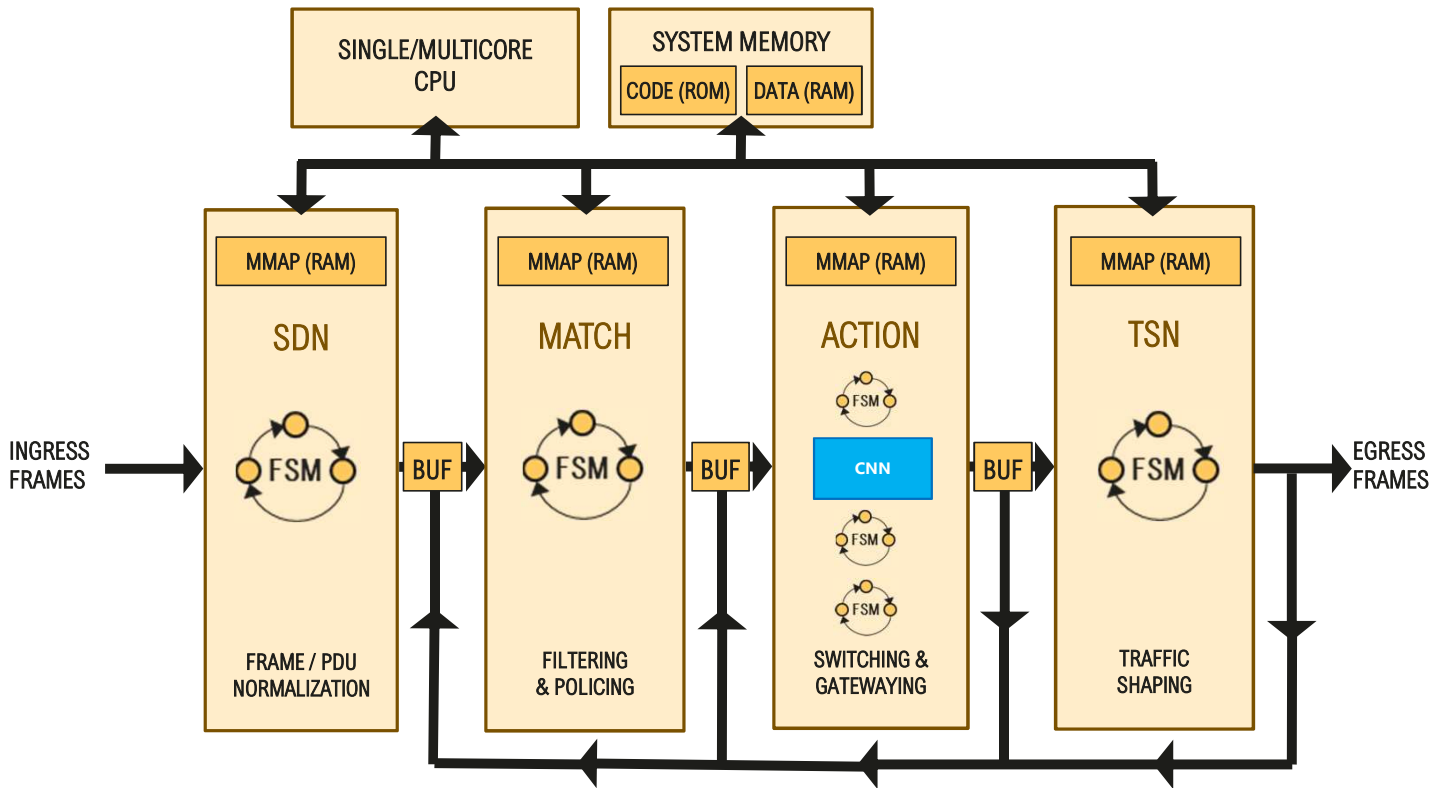 SINGLE/MULTICORE
CPU
SYSTEM MEMORY
CODE (ROM)
DATA (RAM)
MMAP (RAM)
MMAP (RAM)
MMAP (RAM)
MMAP (RAM)
SDN
MATCH
ACTION
TSN
INGRESS
FRAMES
FSM
BUF
FSM
BUF
FSM
CNN
FSM
FSM
BUF
FSM
EGRESS
FRAMES
FRAME / PDU
NORMALIZATION
FILTERING
& POLICING
SWITCHING &
GATEWAYING
TRAFFIC
SHAPING